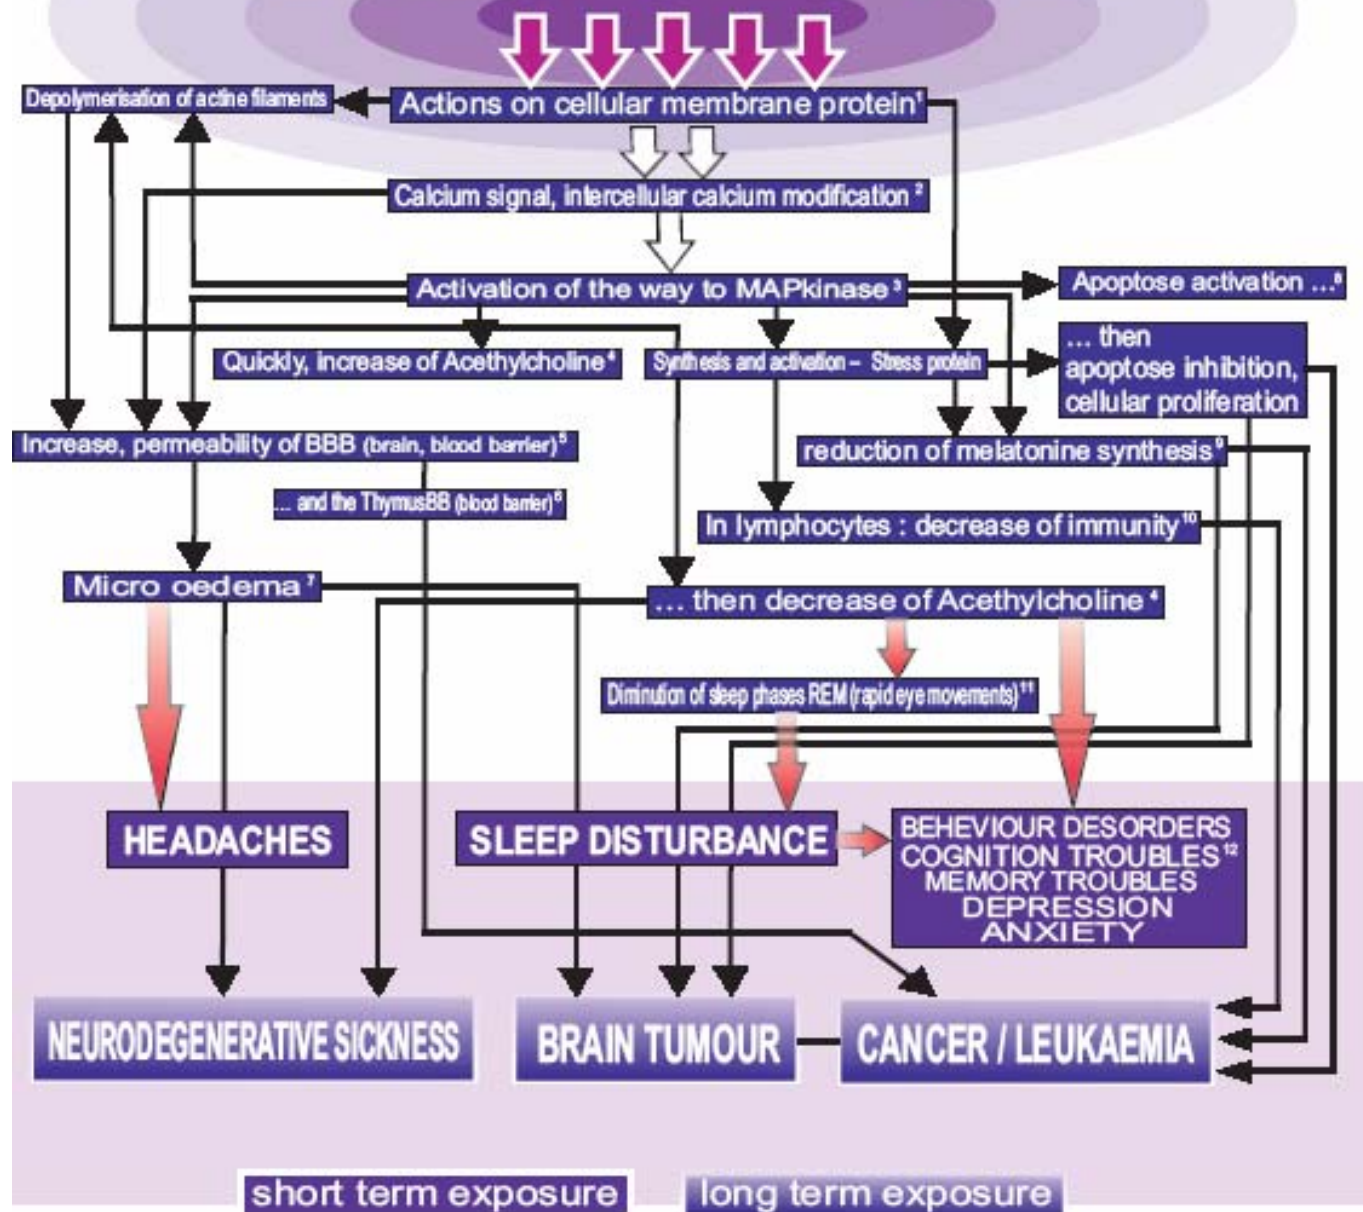 Depolymerisation of actine filaments
Actions on cellular membrane protein¹
Calcium signal, intercellular calcium modification ²
Activation of the way to MAPkinase ³
Apoptose activation ...⁸
Quickly, increase of Acethylcholine ⁴
Synthesis and activation – Stress protein
... then
apoptose inhibition,
cellular proliferation
Increase, permeability of BBB (brain, blood barrier)⁵
reduction of melatonine synthesis⁹
... and the ThymusBB (blood barrier)⁶
In lymphocytes : decrease of immunity ¹⁰
Micro oedema ⁷
... then decrease of Acethylcholine ⁴
Diminution of sleep phases REM (rapid eye movements) ¹¹
HEADACHES
SLEEP DISTURBANCE
BEHEVIOUR DESORDERS
COGNITION TROUBLES¹²
MEMORY TROUBLES
DEPRESSION
ANXIETY
NEURODEGENERATIVE SICKNESS
BRAIN TUMOUR
CANCER / LEUKAEMIA
short term exposure
long term exposure